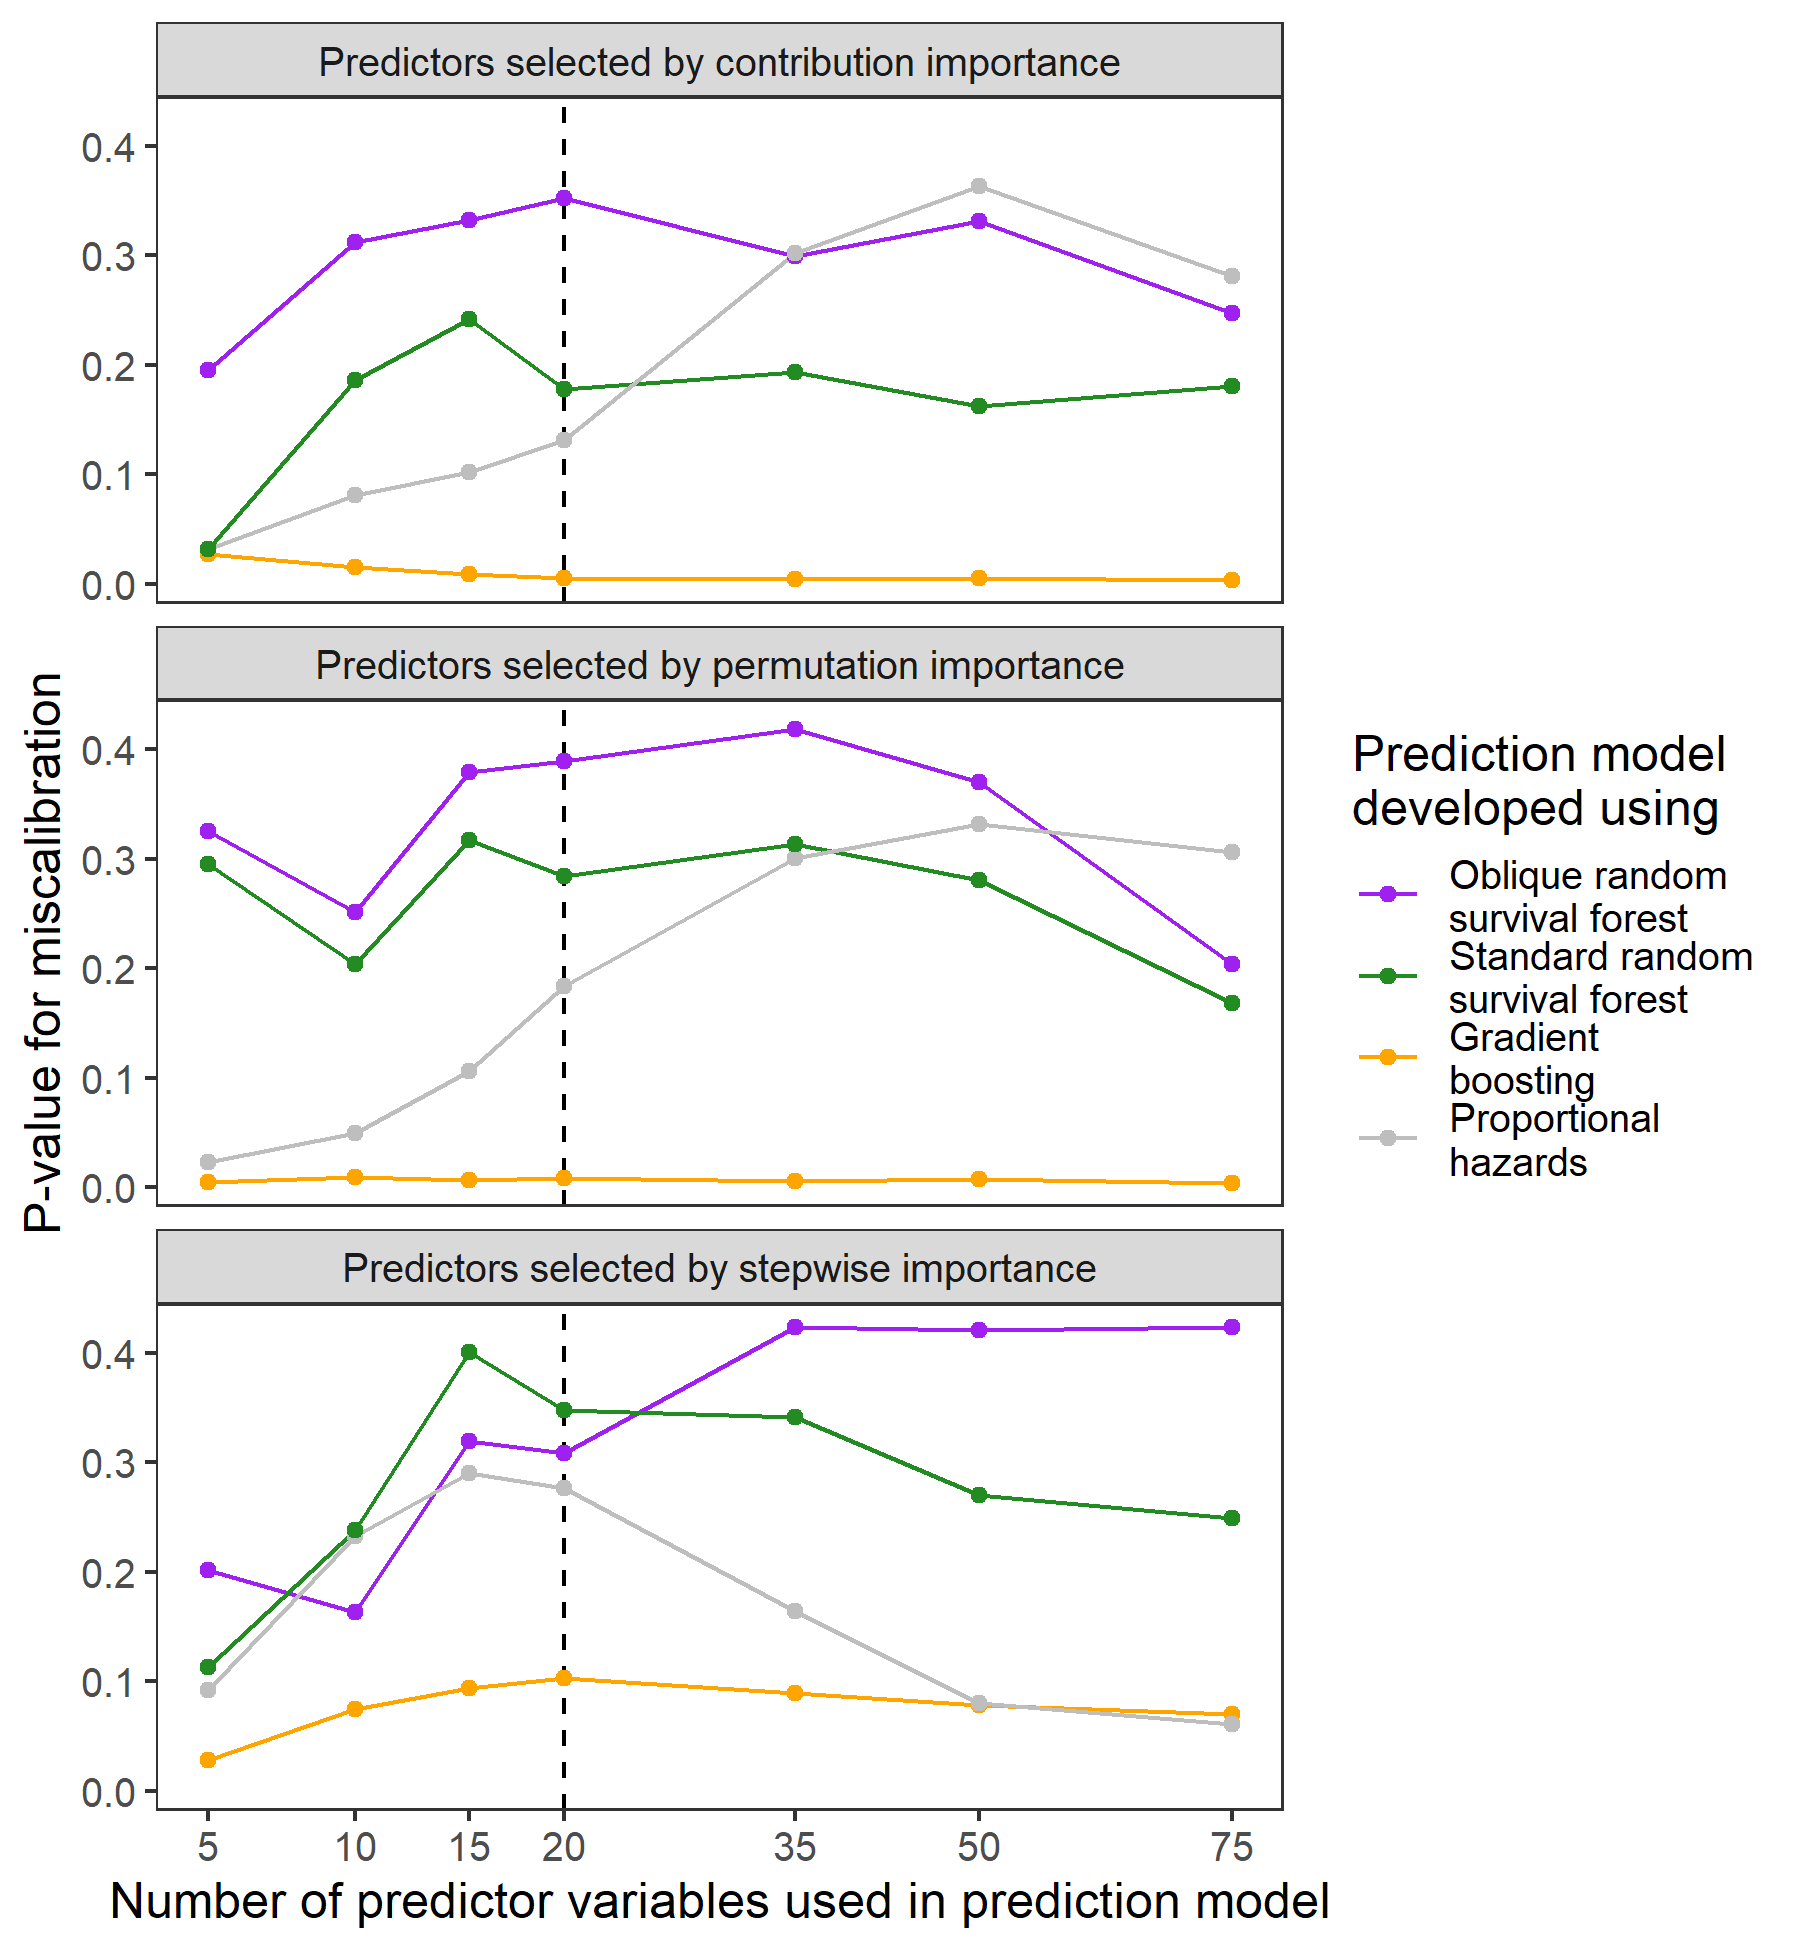 Predictors selected by contribution importance
0.4
0.3
0.2
0.1
0.0
Predictors selected by permutation importance
0.4
0.3
0.2
0.1
0.0
Predictors selected by stepwise importance
0.4
0.3
0.2
0.1
0.0
5 10 15 20 35 50 75
Number of predictor variables used in prediction model
P-value for miscalibration
Prediction model
developed using
Oblique random
survival forest
Standard random
survival forest
Gradient
boosting
Proportional
hazards